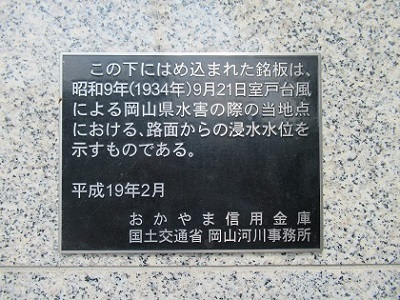 この下にはめ込まれた銘板は、
昭和9年(1934年)9月21日室戸台風
による岡山県水害の際の当地点
における、路面からの浸水水位を
示すものである。
平成19年2月
おかやま信用金庫
国土交通省 岡山河川事務所